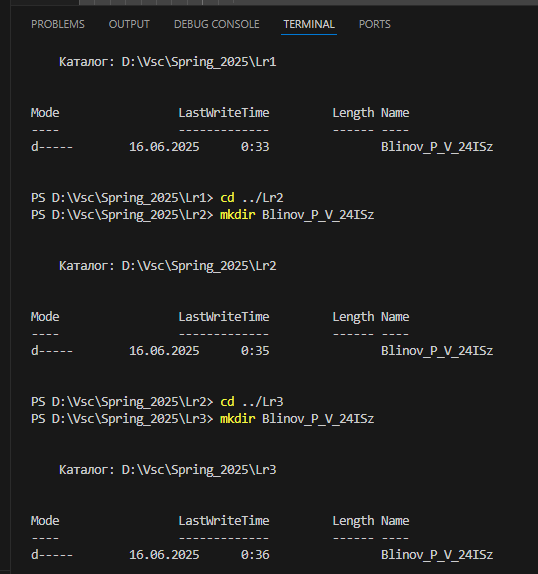 PROBLEMS OUTPUT DEBUG CONSOLE TERMINAL PORTS
Каталог: D:\Vsc\Spring_2025\Lr1
Mode LastWriteTime Length Name
---- ------------- ------ ----
d----- 16.06.2025 0:33 Blinov_P_V_24ISz
PS D:\Vsc\Spring_2025\Lr1> cd ../Lr2
PS D:\Vsc\Spring_2025\Lr2> mkdir Blinov_P_V_24ISz
Каталог: D:\Vsc\Spring_2025\Lr2
Mode LastWriteTime Length Name
---- ------------- ------ ----
d----- 16.06.2025 0:35 Blinov_P_V_24ISz
PS D:\Vsc\Spring_2025\Lr2> cd ../Lr3
PS D:\Vsc\Spring_2025\Lr3> mkdir Blinov_P_V_24ISz
Каталог: D:\Vsc\Spring_2025\Lr3
Mode LastWriteTime Length Name
---- ------------- ------ ----
d----- 16.06.2025 0:36 Blinov_P_V_24ISz